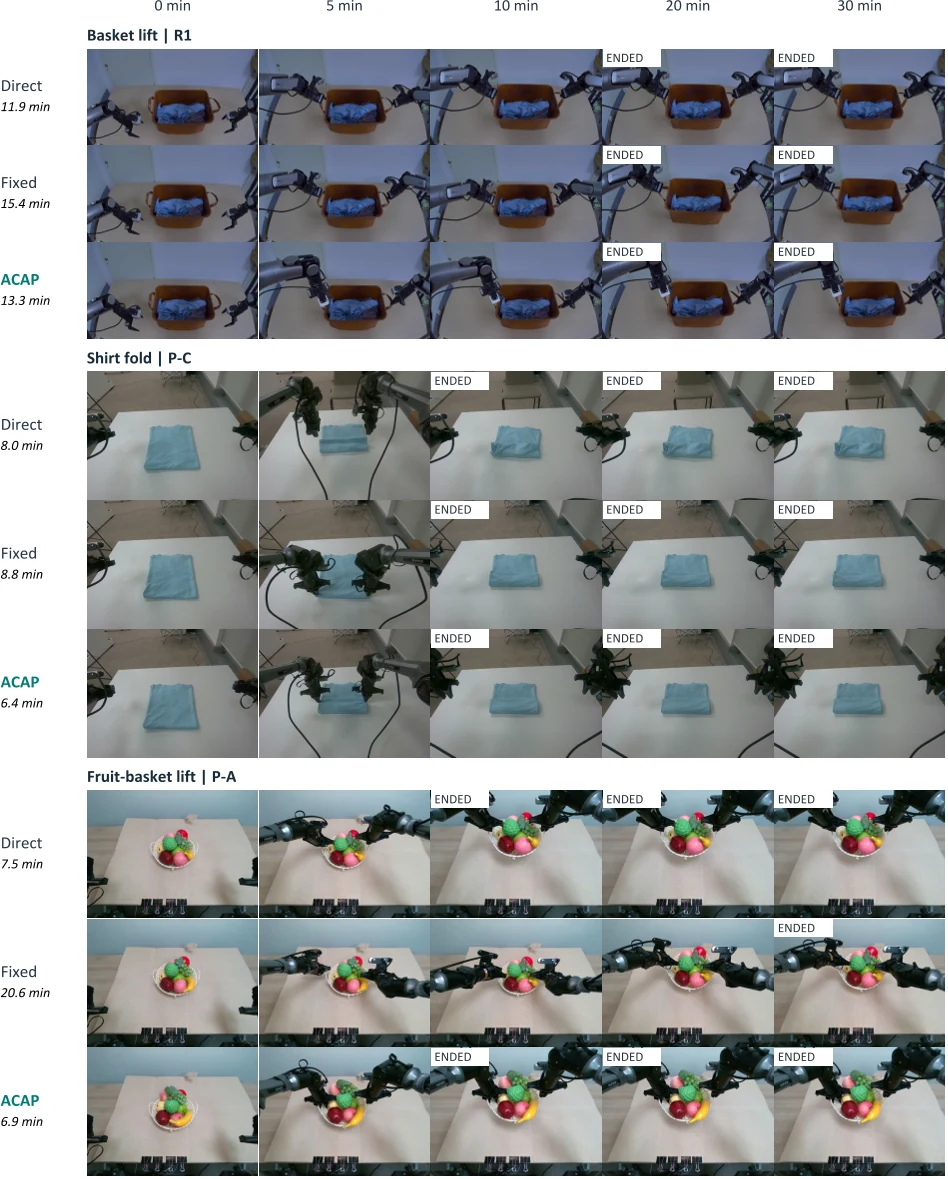 0 min 5 min 10 min 20 min 30 min
Basket lift | R1
ENDED ENDED
Direct
11.9 min
ENDED ENDED
Fixed
15.4 min
ENDED ENDED
ACAP
13.3 min
Shirt fold | P-C
ENDED ENDED ENDED
Direct
8.0 min
ENDED ENDED ENDED
Fixed
8.8 min
ENDED ENDED ENDED
ACAP
6.4 min
Fruit-basket lift | P-A
ENDED ENDED ENDED
Direct
7.5 min
ENDED
Fixed
20.6 min
ENDED ENDED ENDED
ACAP
6.9 min